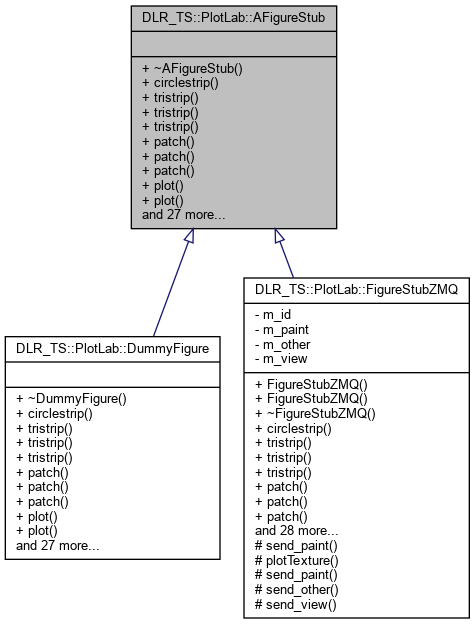 DLR_TS::PlotLab::AFigureStub
+ ~AFigureStub()
+ circlestrip()
+ tristrip()
+ tristrip()
+ tristrip()
+ patch()
+ patch()
+ patch()
+ plot()
+ plot()
and 27 more...
DLR_TS::PlotLab::DummyFigure
+ ~DummyFigure()
+ circlestrip()
+ tristrip()
+ tristrip()
+ tristrip()
+ patch()
+ patch()
+ patch()
+ plot()
+ plot()
and 27 more...
DLR_TS::PlotLab::FigureStubZMQ
- m_id
- m_paint
- m_other
- m_view
+ FigureStubZMQ()
+ FigureStubZMQ()
+ ~FigureStubZMQ()
+ circlestrip()
+ tristrip()
+ tristrip()
+ tristrip()
+ patch()
+ patch()
+ patch()
and 28 more...
# send_paint()
# plotTexture()
# send_paint()
# send_other()
# send_view()